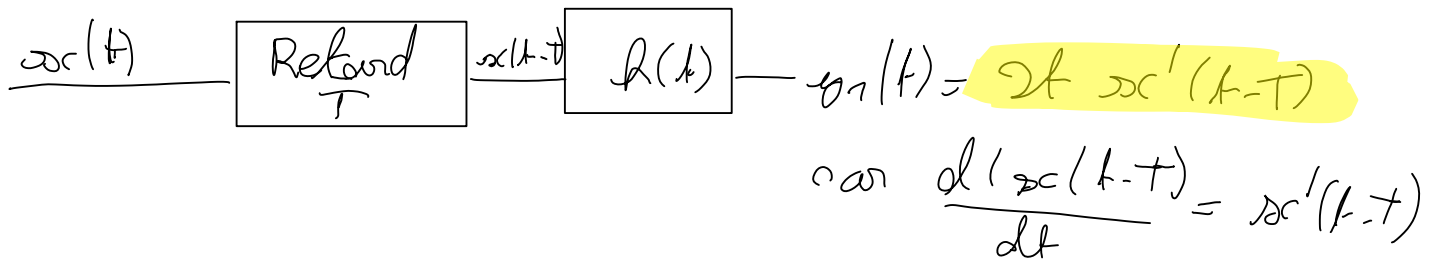 x(t) Retard T x(t-T) h(t) y1(t) = 2t x'(t-T)
car d(x(t-T) / dt = x'(t-T)